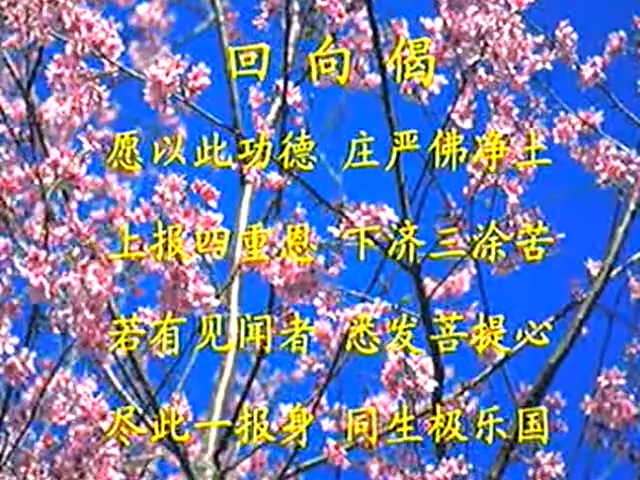 回向偈
愿以此功德 庄严佛净土
上报四重恩 下济三涂苦
若有见闻者 悉发菩提心
尽此一报身 同生极乐国